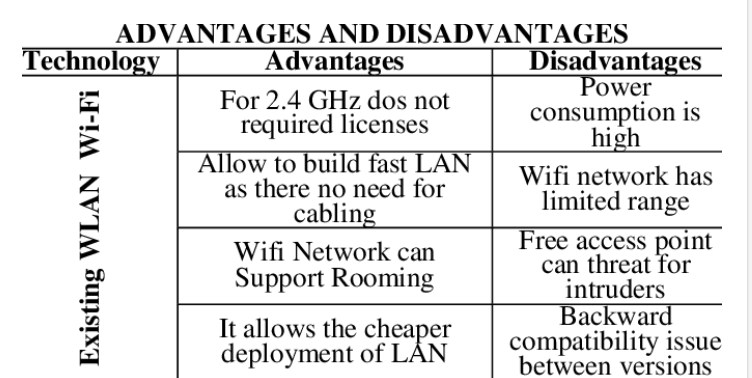 ADVANTAGES AND DISADVANTAGES
Technology Advantages Disadvantages
Existing WLAN Wi-Fi
For 2.4 GHz dos not
required licenses
Power
consumption is
high
Allow to build fast LAN
as there no need for
cabling
Wifi network has
limited range
Wifi Network can
Support Rooming
Free access point
can threat for
intruders
It allows the cheaper
deployment of LAN
Backward
compatibility issue
between versions